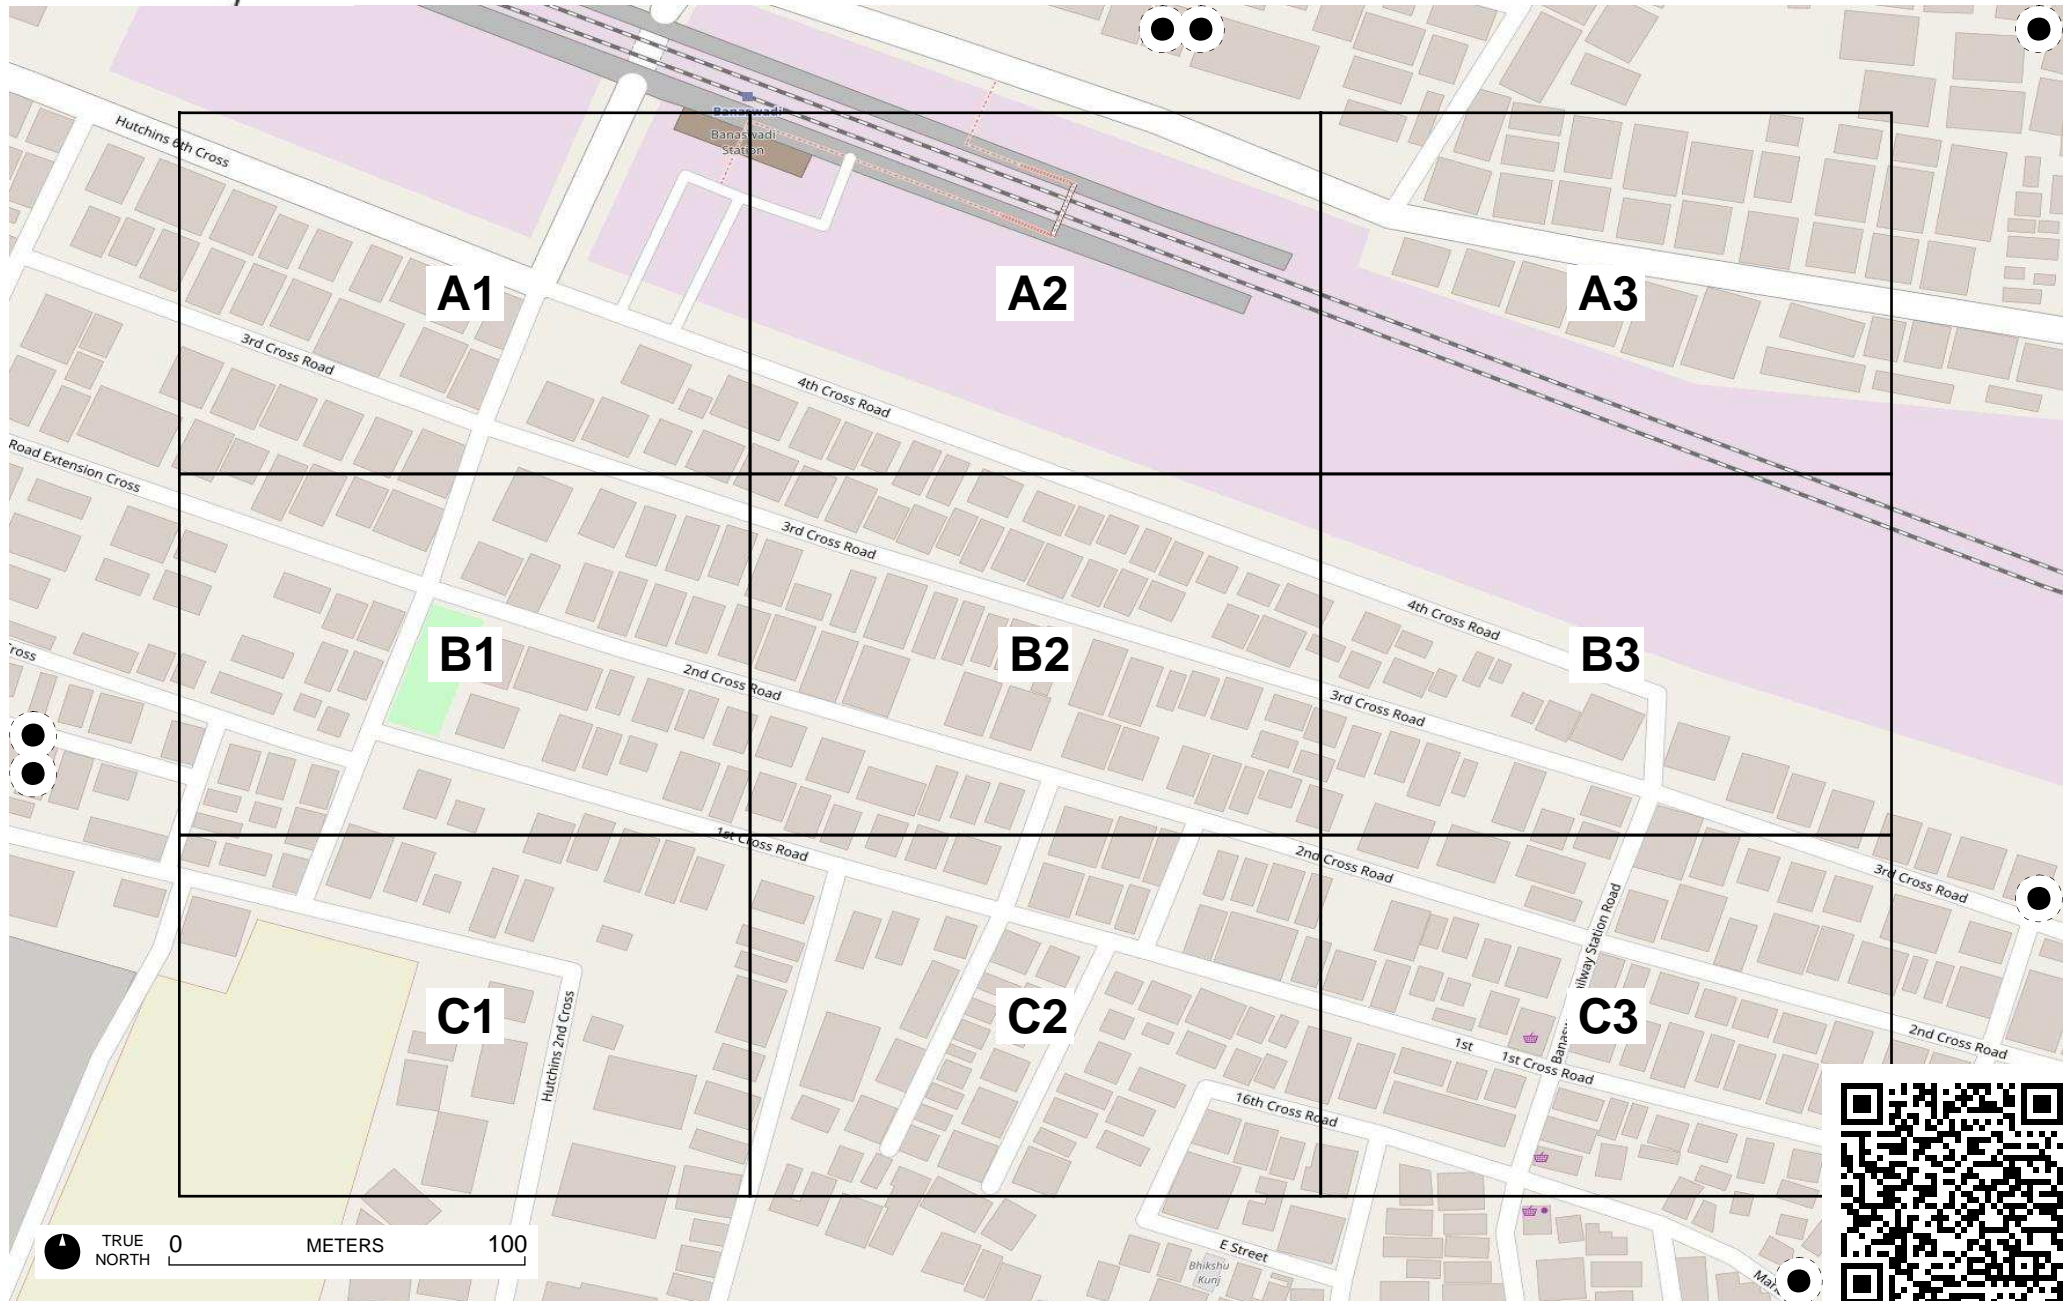 Hutchins 6th Cross
Banaswadi
Banaswadi
Station
A1
A2
A3
3rd Cross Road
4th Cross Road
Road Extension Cross
3rd Cross Road
4th Cross Road
B1
B2
B3
2nd Cross Road
3rd Cross Road
1st Cross Road
2nd Cross Road
3rd Cross Road
C1
C2
C3
Hutchins 2nd Cross
1st
1st Cross Road
2nd Cross Road
16th Cross Road
E Street
Bhikshu
Kunj
TRUE
NORTH
0
METERS
100